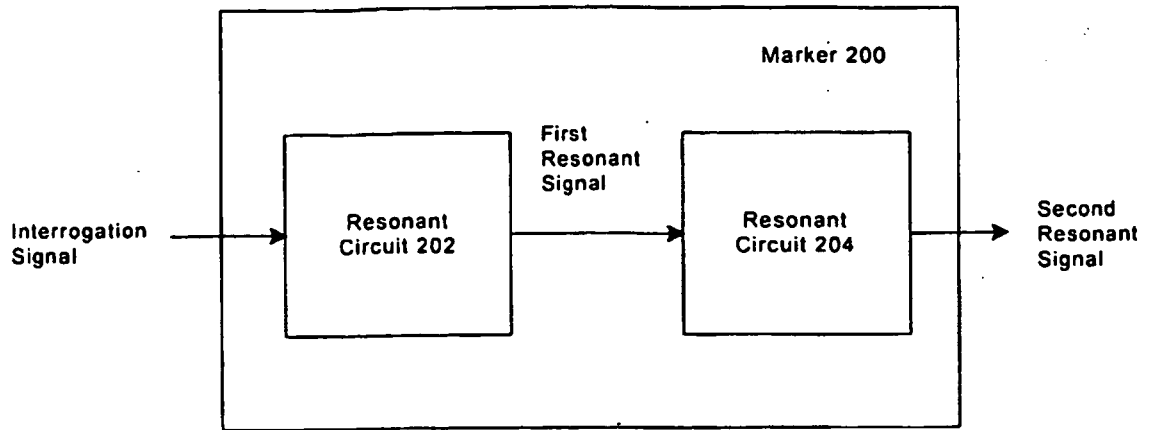 Marker 200
First
Resonant
Signal
Interrogation
Signal
Resonant
Circuit 202
Resonant
Circuit 204
Second
Resonant
Signal